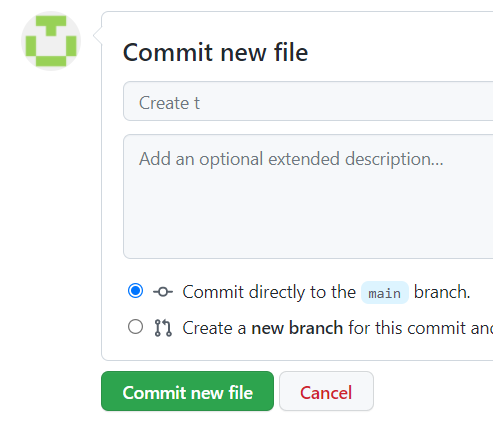 Commit new file
Create t
Add an optional extended description...
Commit directly to the main branch.
Create a new branch for this commit and
Commit new file
Cancel